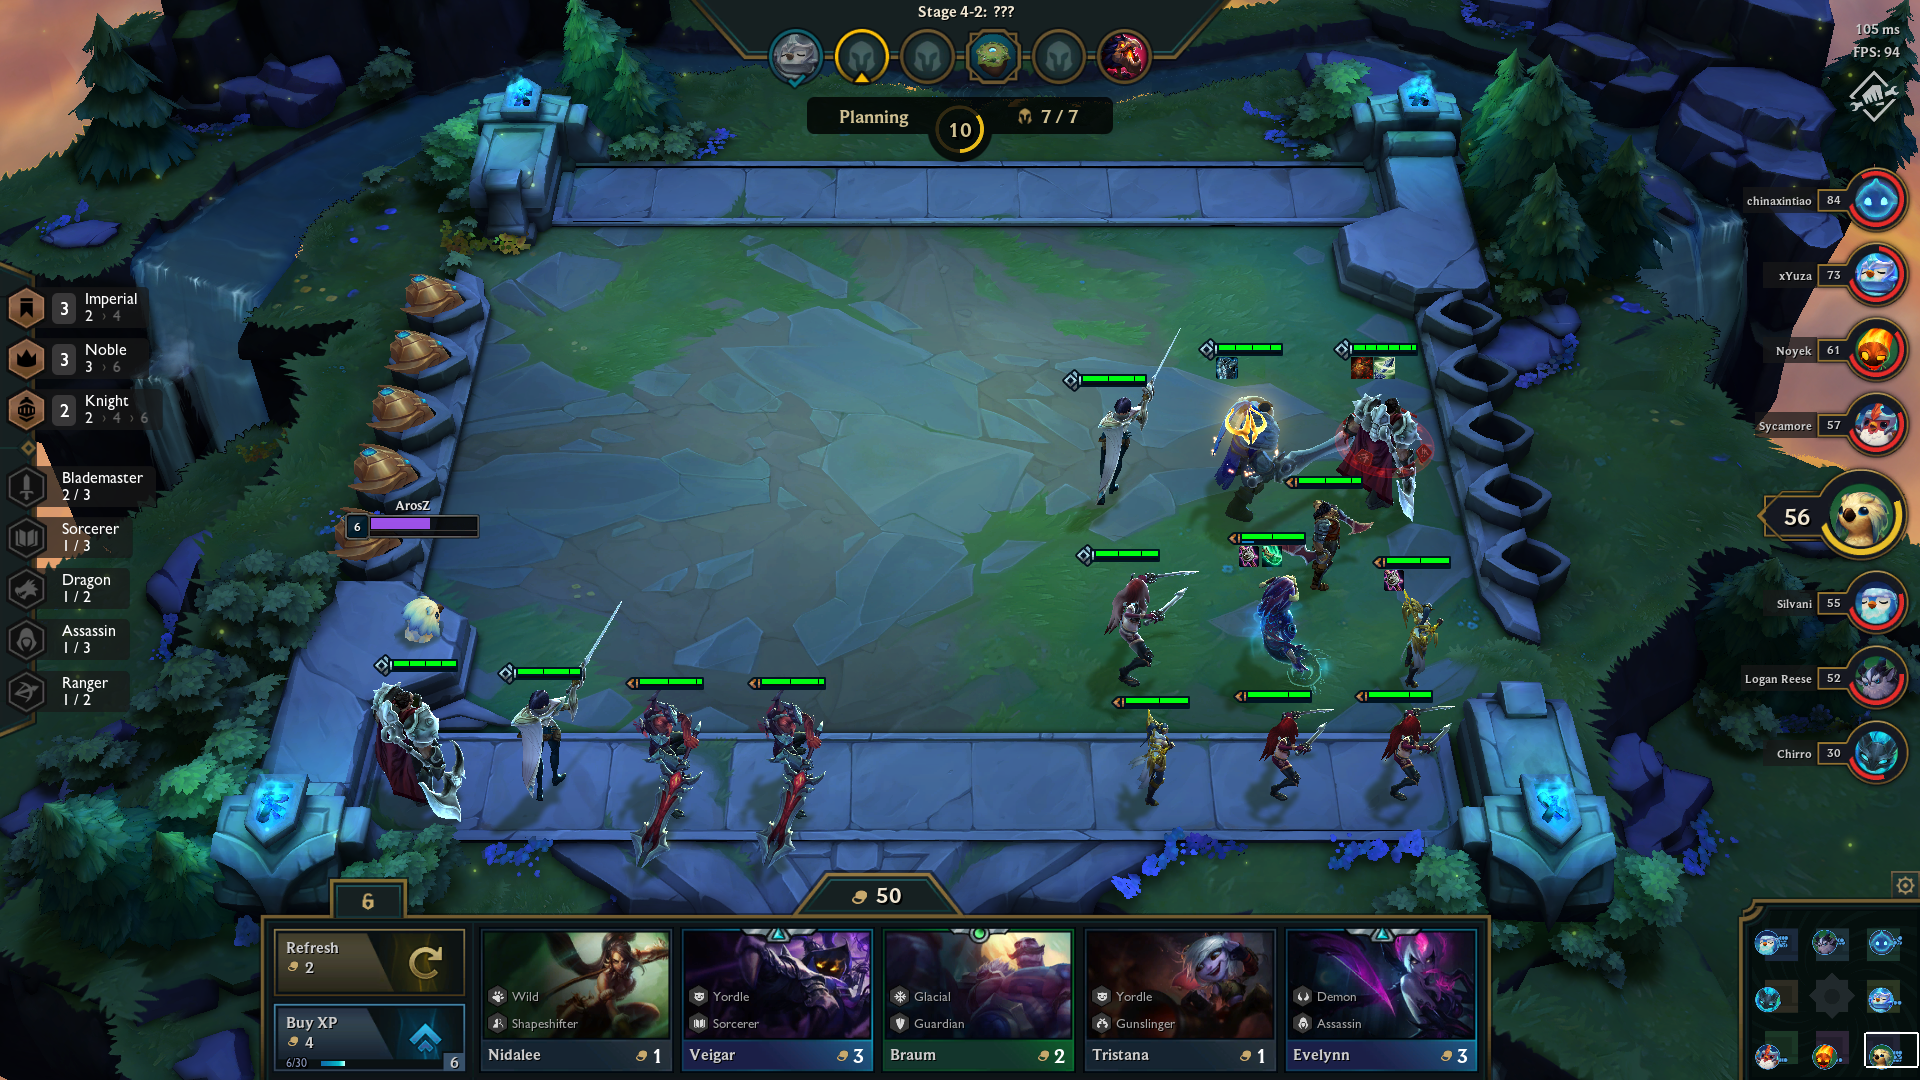 Stage 4-2: ???
105 ms
FPS: 94
Planning
10
7 / 7
chinaxintiao
84
xYuza
73
Noyek
61
Sycamore
57
56
Silvani
55
Logan Reese
52
Chirro
30
3
Imperial
2 › 4
3
Noble
3 › 6
2
Knight
2 › 4 › 6
Blademaster
2 / 3
Sorcerer
1 / 3
Dragon
1 / 2
Assassin
1 / 3
Ranger
1 / 2
ArosZ
6
6
50
Refresh
2
Buy XP
4
6/30
6
Wild
Shapeshifter
Nidalee
1
Yordle
Sorcerer
Veigar
3
Glacial
Guardian
Braum
2
Yordle
Gunslinger
Tristana
1
Demon
Assassin
Evelynn
3